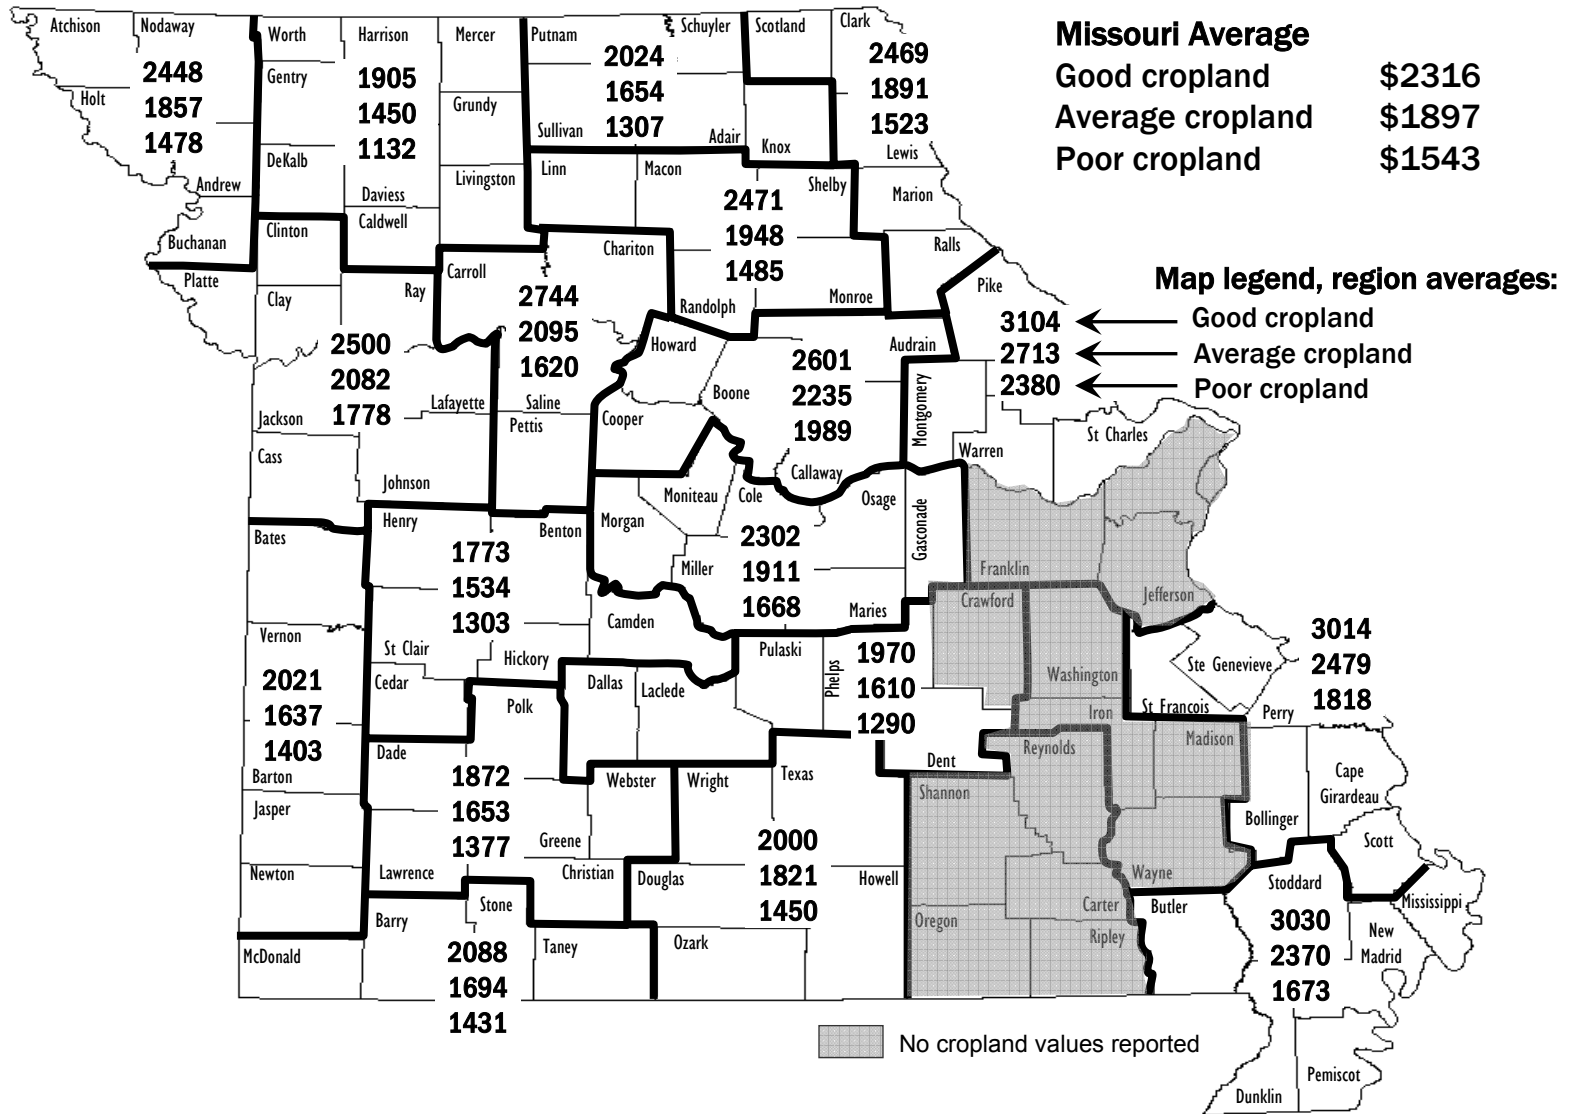 Missouri Average
Good cropland $2316
Average cropland $1897
Poor cropland $1543
Map legend, region averages:
Good cropland
Average cropland
Poor cropland
Atchison
Nodaway
2448
1857
1478
Holt
Andrew
Buchanan
Worth
Harrison
Mercer
Gentry
1905
1450
1132
Grundy
DeKalb
Daviess
Livingston
Caldwell
Putnam
Schuyler
2024
1654
1307
Sullivan
Adair
Scotland
Clark
2469
1891
1523
Knox
Lewis
Marion
Ralls
Linn
Macon
Shelby
2471
1948
1485
Randolph
Monroe
Clinton
Platte
Clay
Ray
2500
2082
1778
Jackson
Lafayette
Cass
Johnson
Carroll
Chariton
2744
2095
1620
Saline
Pettis
Howard
Audrain
Boone
2601
2235
1989
Cooper
Callaway
Pike
3104
2713
2380
Montgomery
Warren
St Charles
Moniteau
Cole
Osage
Morgan
Gasconade
2302
1911
1668
Miller
Maries
Franklin
Jefferson
Bates
Vernon
2021
1637
1403
Barton
Jasper
Newton
Henry
Benton
1773
1534
1303
Camden
St Clair
Hickory
Cedar
Polk
Dade
1872
1653
1377
Greene
Lawrence
Christian
Webster
Dallas
Laclede
Pulaski
Phelps
1970
1610
1290
Dent
Crawford
Washington
Iron
Reynolds
St Francois
Madison
Ste Genevieve
3014
2479
1818
Perry
Cape
Girardeau
Bollinger
Scott
Wright
Texas
2000
1821
1450
Douglas
Howell
Ozark
Shannon
Oregon
Carter
Ripley
Wayne
McDonald
Barry
Stone
Taney
2088
1694
1431
Butler
Stoddard
Mississippi
3030
2370
1673
New
Madrid
Pemiscot
Dunklin
No cropland values reported